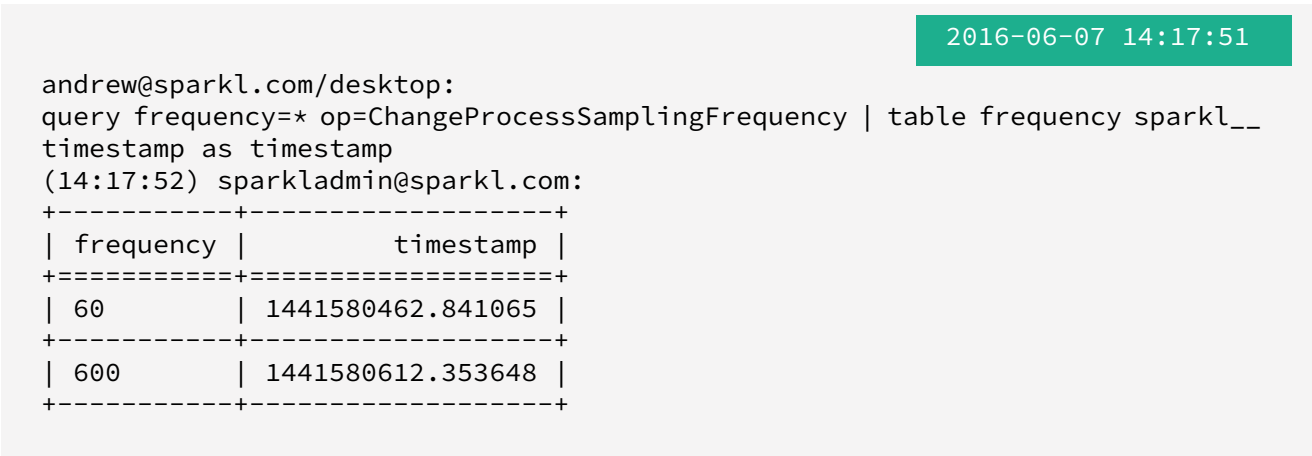 2016-06-07 14:17:51
andrew@sparkl.com/desktop:
query frequency=* op=ChangeProcessSamplingFrequency | table frequency sparkl__
timestamp as timestamp
(14:17:52) sparkladmin@sparkl.com:
+-----------+-------------------+
| frequency |         timestamp |
+===========+===================+
| 60        | 1441580462.841065 |
+-----------+-------------------+
| 600       | 1441580612.353648 |
+-----------+-------------------+